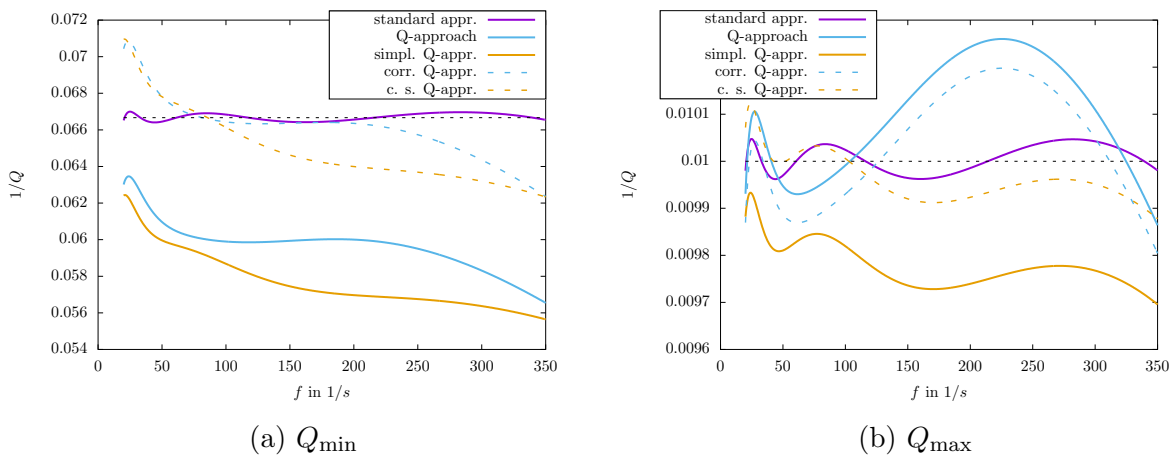 0.072
0.07
0.068
0.066
0.064
0.062
0.06
0.058
0.056
0.054
0 50 100 150 200 250 300 350
1/Q
f in 1/s
standard appr.
Q-approach
simpl. Q-appr.
corr. Q-appr.
c. s. Q-appr.
(a) Qmin
0.0101
0.01
0.0099
0.0098
0.0097
0.0096
0 50 100 150 200 250 300 350
1/Q
f in 1/s
standard appr.
Q-approach
simpl. Q-appr.
corr. Q-appr.
c. s. Q-appr.
(b) Qmax